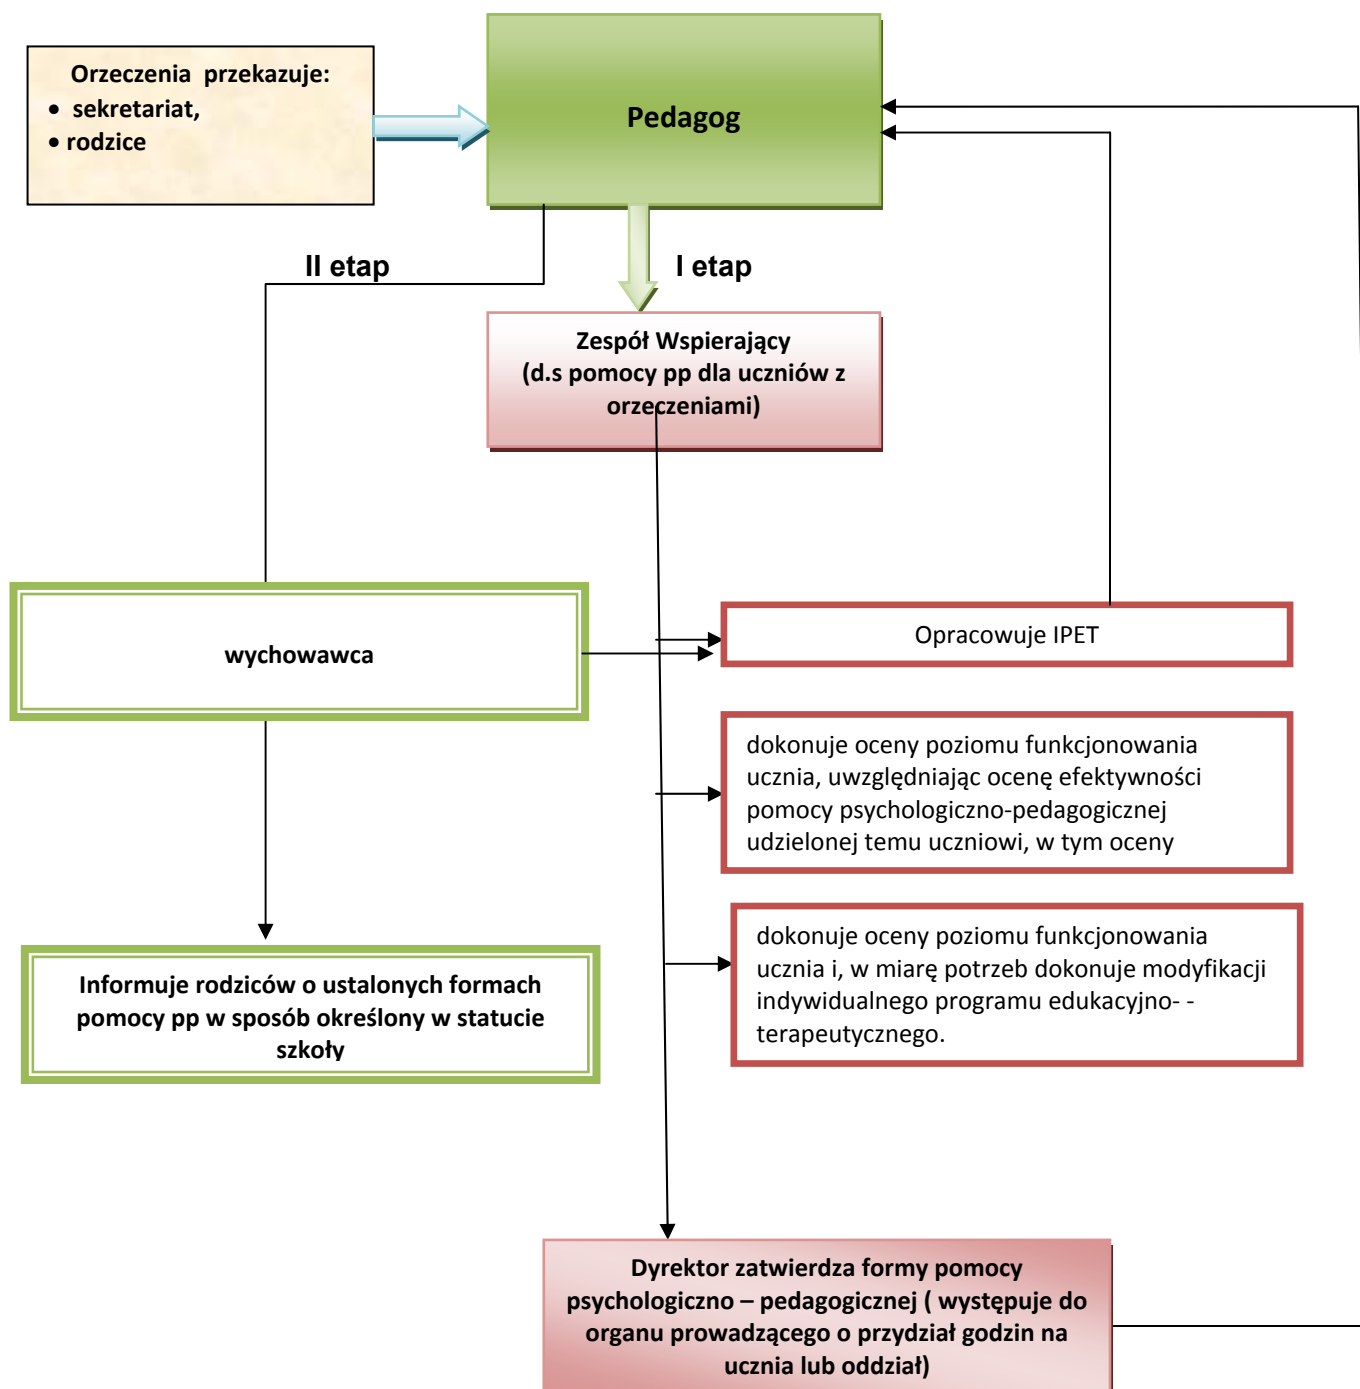 Orzeczenia przekazuje:
• sekretariat,
• rodzice
Pedagog
II etap
I etap
Zespół Wspierający
(d.s pomocy pp dla uczniów z
orzeczeniami)
wychowawca
Opracowuje IPET
dokonuje oceny poziomu funkcjonowania
ucznia, uwzględniając ocenę efektywności
pomocy psychologiczno-pedagogicznej
udzielonej temu uczniowi, w tym oceny
dokonuje oceny poziomu funkcjonowania
ucznia i, w miarę potrzeb dokonuje modyfikacji
indywidualnego programu edukacyjno- -
terapeutycznego.
Informuje rodziców o ustalonych formach
pomocy pp w sposób określony w statucie
szkoły
Dyrektor zatwierdza formy pomocy
psychologiczno – pedagogicznej ( występuje do
organu prowadzącego o przydział godzin na
ucznia lub oddział)